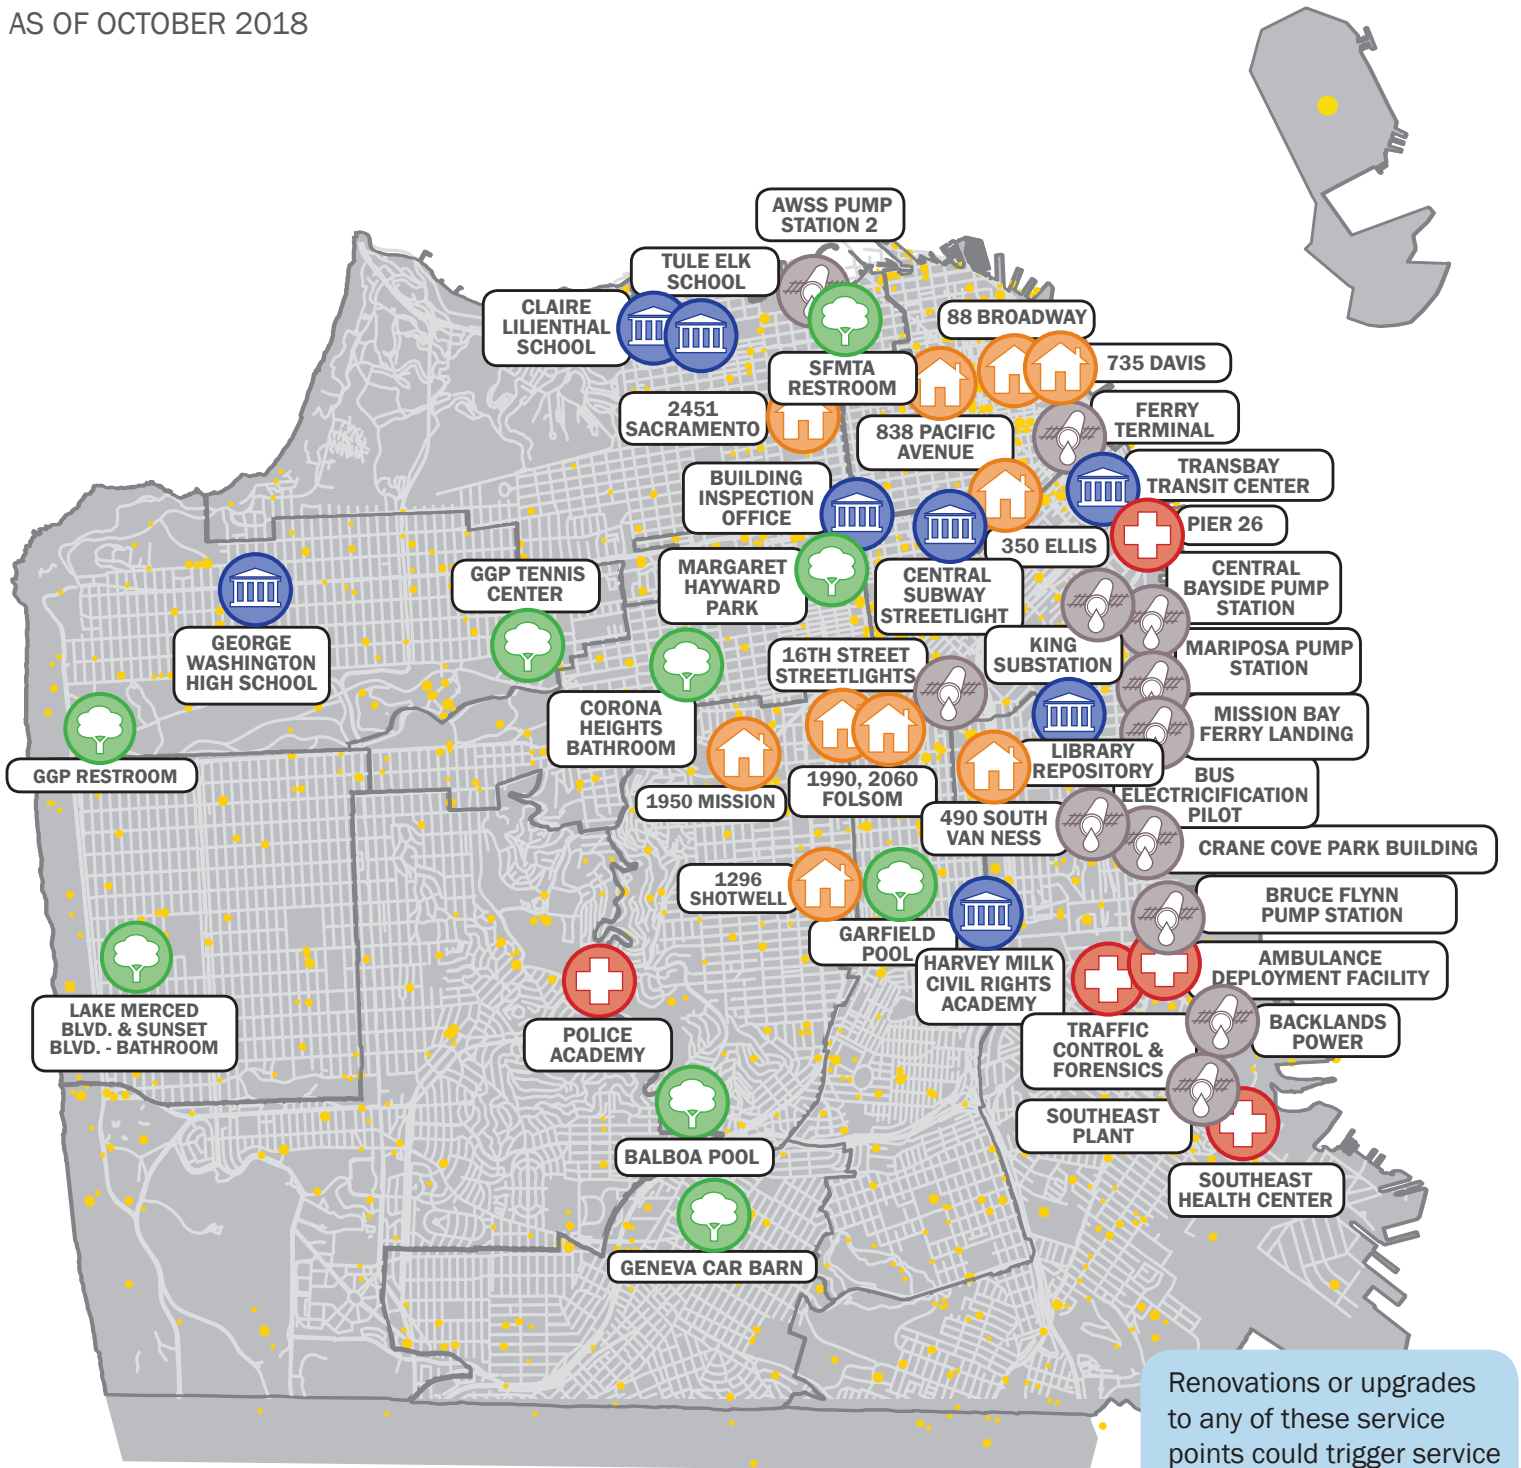 AS OF OCTOBER 2018
AWSS PUMP
STATION 2
TULE ELK
SCHOOL
CLAIRE
LILIENTHAL
SCHOOL
88 BROADWAY
SFMTA
RESTROOM
735 DAVIS
2451
SACRAMENTO
838 PACIFIC
AVENUE
FERRY
TERMINAL
BUILDING
INSPECTION
OFFICE
TRANSBAY
TRANSIT CENTER
PIER 26
350 ELLIS
MARGARET
HAYWARD
PARK
GGP TENNIS
CENTER
CENTRAL
SUBWAY
STREETLIGHT
CENTRAL
BAYSIDE PUMP
STATION
GEORGE
WASHINGTON
HIGH SCHOOL
16TH STREET
STREETLIGHTS
KING
SUBSTATION
MARIPOSA PUMP
STATION
CORONA
HEIGHTS
BATHROOM
MISSION BAY
FERRY LANDING
GGP RESTROOM
LIBRARY
REPOSITORY
1950 MISSION
1990, 2060
FOLSOM
BUS
ELECTRICIFICATION
PILOT
490 SOUTH
VAN NESS
CRANE COVE PARK BUILDING
1296
SHOTWELL
BRUCE FLYNN
PUMP STATION
GARFIELD
POOL
HARVEY MILK
CIVIL RIGHTS
ACADEMY
AMBULANCE
DEPLOYMENT FACILITY
LAKE MERCED
BLVD. & SUNSET
BLVD. - BATHROOM
POLICE
ACADEMY
TRAFFIC
CONTROL &
FORENSICS
BACKLANDS
POWER
SOUTHEAST
PLANT
BALBOA POOL
SOUTHEAST
HEALTH CENTER
GENEVA CAR BARN
Renovations or upgrades
to any of these service
points could trigger service